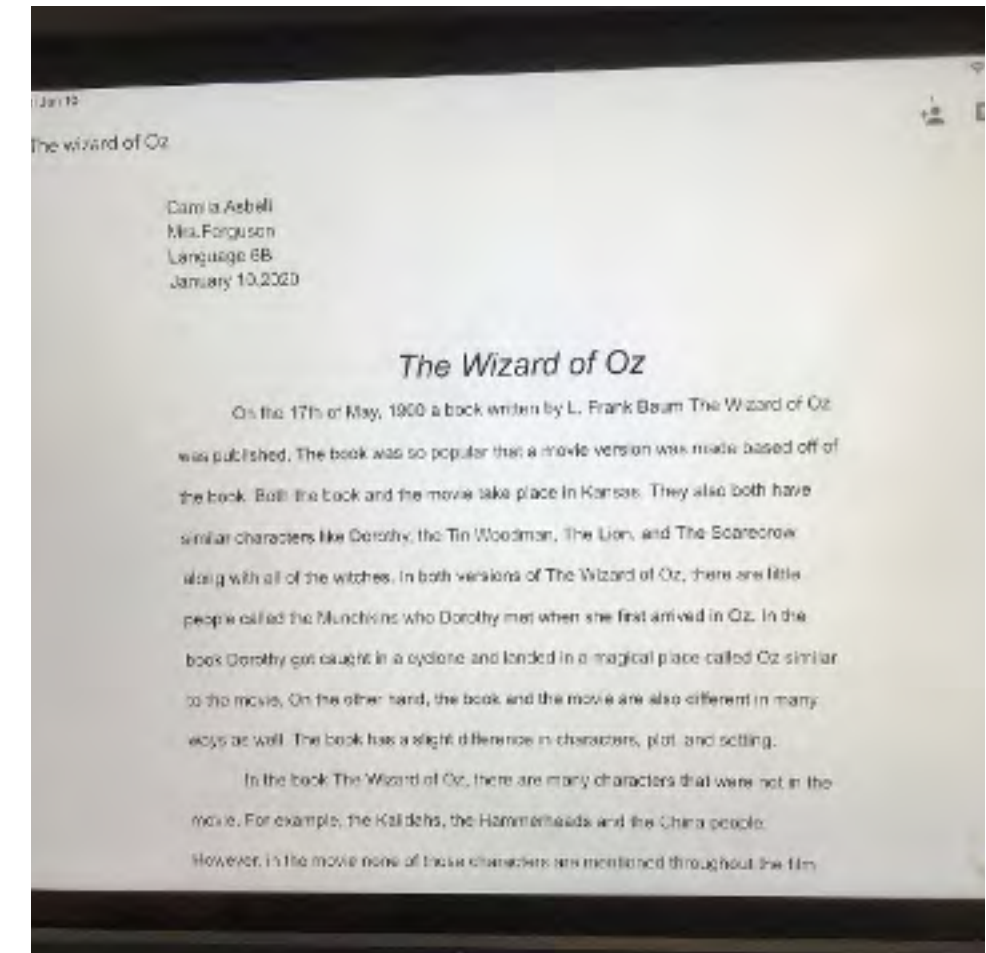 Jan 10
The wizard of Oz
Camila Asbell
Mrs. Ferguson
Language 6B
January 10,2020
The Wizard of Oz
On the 17th of May, 1900 a book written by L. Frank Baum The Wizard of Oz
was published. The book was so popular that a movie version was made based off of
the book. Both the book and the movie take place in Kansas. They also both have
similar characters like Dorothy, the Tin Woodman, The Lion, and The Scarecrow
along with all of the witches. In both versions of The Wizard of Oz, there are little
people called the Munchkins who Dorothy met when she first arrived in Oz. In the
book Dorothy got caught in a cyclone and landed in a magical place called Oz similar
to the movie. On the other hand, the book and the movie are also different in many
ways as well. The book has a slight difference in characters, plot, and setting.
In the book The Wizard of Oz, there are many characters that were not in the
movie. For example, the Kalidahs, the Hammerheads and the China people.
However, in the movie none of those characters are mentioned throughout the film